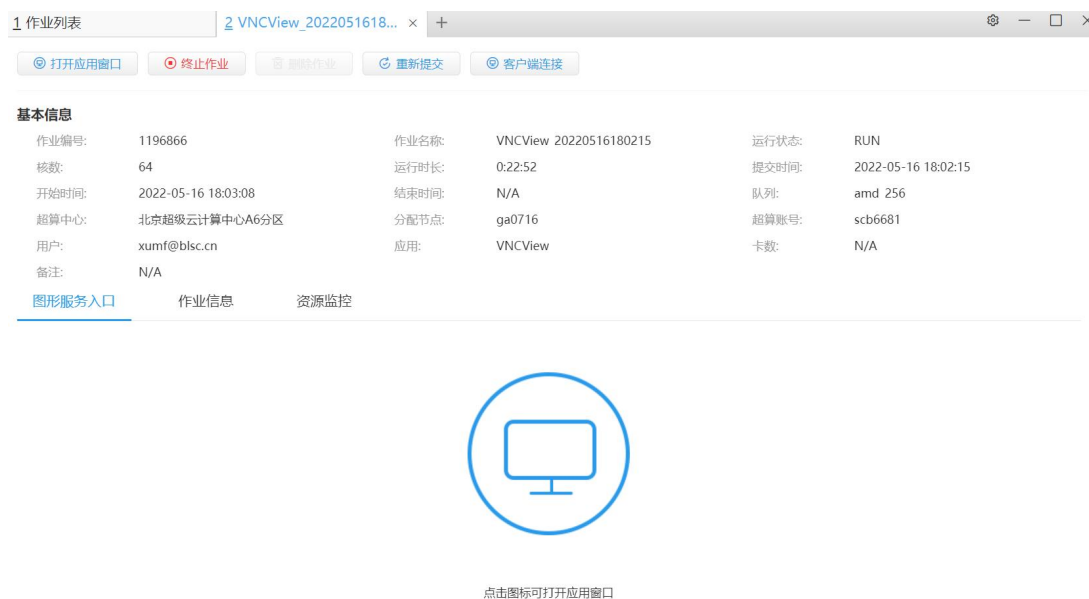 1 作业列表 2 VNCView_2022051618... × +
打开应用窗口 终止作业 删除作业 重新提交 客户端连接
基本信息
作业编号: 1196866 作业名称: VNCView 20220516180215 运行状态: RUN
核数: 64 运行时长: 0:22:52 提交时间: 2022-05-16 18:02:15
开始时间: 2022-05-16 18:03:08 结束时间: N/A 队列: amd 256
超算中心: 北京超级云计算中心A6分区 分配节点: ga0716 超算账号: scb6681
用户: xumf@blsc.cn 应用: VNCView 卡数: N/A
备注: N/A
图形服务入口 作业信息 资源监控
点击图标可打开应用窗口